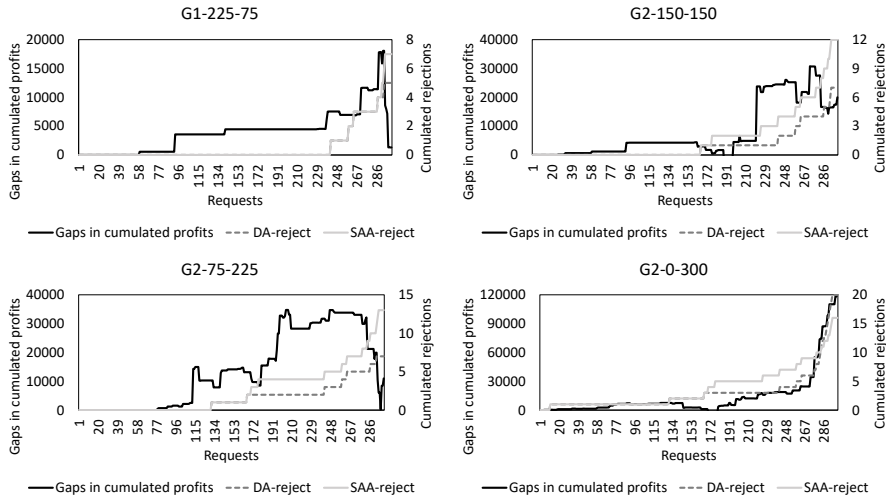 G1-225-75
Gaps in cumulated profits
20000
15000
10000
5000
0
8
7
6
5
4
3
2
1
0
Cumulated rejections
1 20 39 58 77 96 115 134 153 172 191 210 229 248 267 286
Requests
Gaps in cumulated profits DA-reject SAA-reject
G2-150-150
Gaps in cumulated profits
40000
30000
20000
10000
0
12
9
6
3
0
Cumulated rejections
1 20 39 58 77 96 115 134 153 172 191 210 229 248 267 286
Requests
Gaps in cumulated profits DA-reject SAA-reject
G2-75-225
Gaps in cumulated profits
40000
30000
20000
10000
0
15
10
5
0
Cumulated rejections
1 20 39 58 77 96 115 134 153 172 191 210 229 248 267 286
Requests
Gaps in cumulated profits DA-reject SAA-reject
G2-0-300
Gaps in cumulated profits
120000
90000
60000
30000
0
20
15
10
5
0
Cumulated rejections
1 20 39 58 77 96 115 134 153 172 191 210 229 248 267 286
Requests
Gaps in cumulated profits DA-reject SAA-reject